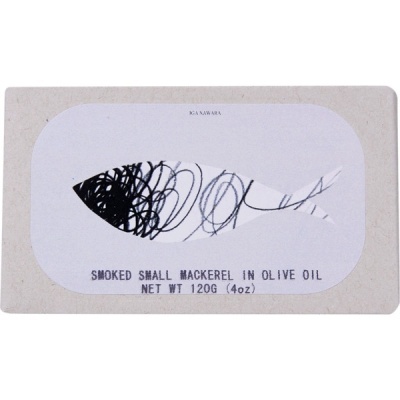 SMOKED SMALL MACKEREL IN OLIVE OIL
NET WT 120G (4oz)